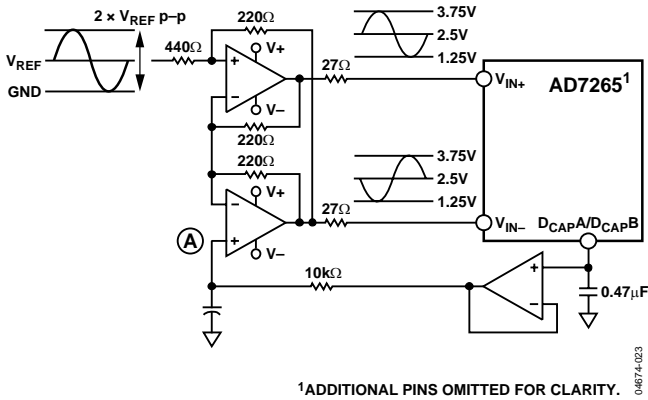 2 × VREF p–p
VREF
GND
440Ω
220Ω
V+
+
–
V–
220Ω
220Ω
V+
–
+
V–
A
27Ω
3.75V
2.5V
1.25V
27Ω
3.75V
2.5V
1.25V
VIN+
AD7265¹
VIN–
DCAPA/DCAPB
10kΩ
+
–
0.47µF
¹ADDITIONAL PINS OMITTED FOR CLARITY.
04674-023